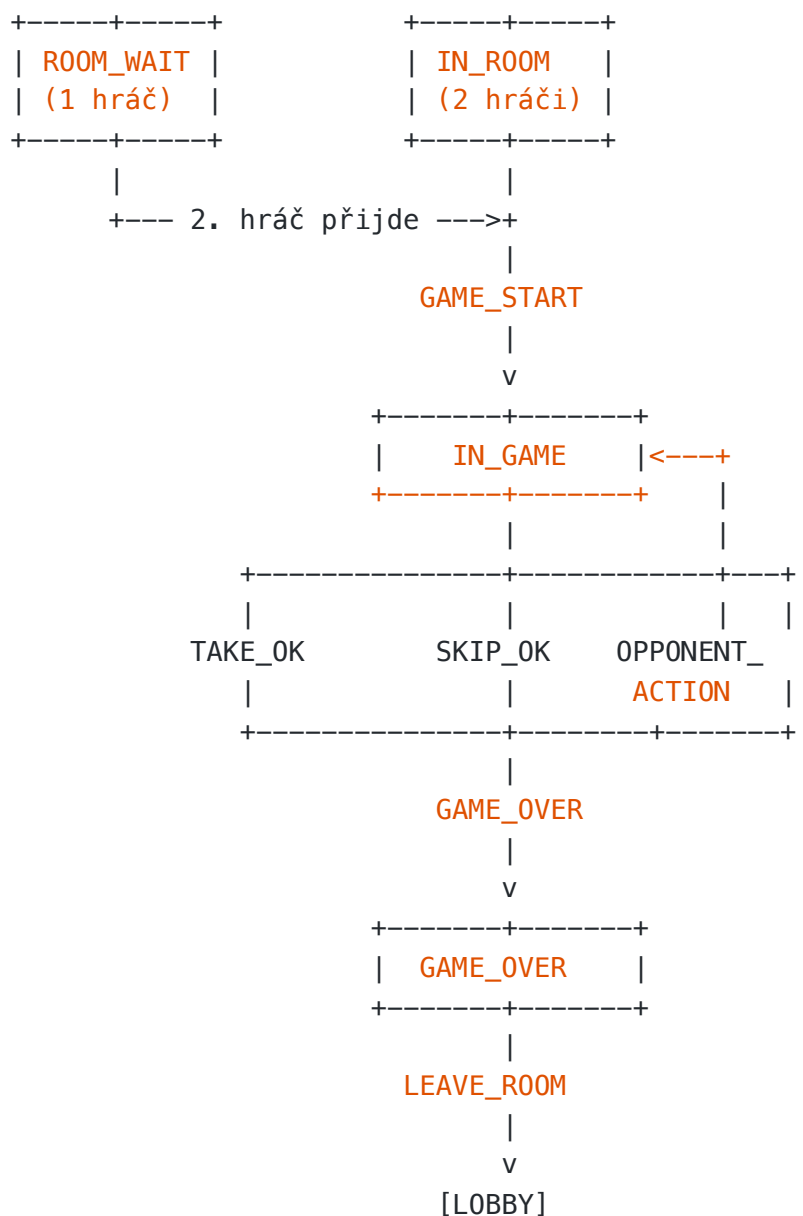 +-----+-----+            +-----+-----+
| ROOM_WAIT |            | IN_ROOM   |
| (1 hráč)  |            | (2 hráči) |
+-----+-----+            +-----+-----+
      |                        |
      +--- 2. hráč přijde --->+
                               |
                         GAME_START
                               |
                               v
                      +-------+-------+
                      |    IN_GAME    |<---+
                      +-------+-------+    |
                              |            |
              +---------------+------------+---+
              |               |            |   |
           TAKE_OK        SKIP_OK    OPPONENT_
              |               |       ACTION   |
              +---------------+--------+-------+
                              |
                          GAME_OVER
                              |
                              v
                      +-------+-------+
                      |  GAME_OVER    |
                      +-------+-------+
                              |
                        LEAVE_ROOM
                              |
                              v
                          [LOBBY]